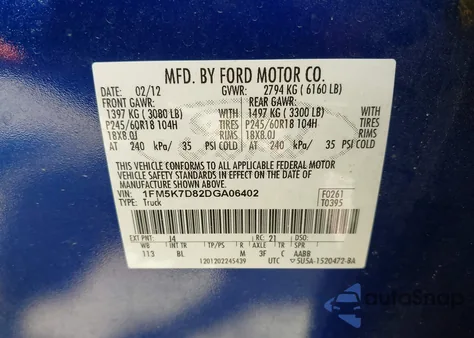 MFD. BY FORD MOTOR CO.
02/12 GVWR: 2794 KG ( 6160 LB)
FRONT GAWR: REAR GAWR:
1397 KG ( 3080 LB) WITH 1497 KG ( 3300 LB) WITH
P245/60R18 104H TIRES P245/60R18 104H TIRES
18X8.0J RIMS 18X8.0J RIMS
AT 240 kPa/ 35 PSI COLD AT 240 kPa/ 35 PSI COLD
THIS VEHICLE CONFORMS TO ALL APPLICABLE FEDERAL MOTOR
VEHICLE SAFETY STANDARDS IN EFFECT ON THE DATE OF
MANUFACTURE SHOWN ABOVE.
VIN: 1FM5K7D82DGA06402 F0261
TYPE: Truck T0395
EXT PNT: J4 RC: 21 DSO:
WB INT TR TP/PS R AXLE TR SPR
113 BL M 3F C AABB
1201202245439 UTC 5U5A-1520472-BA
AutoSnap